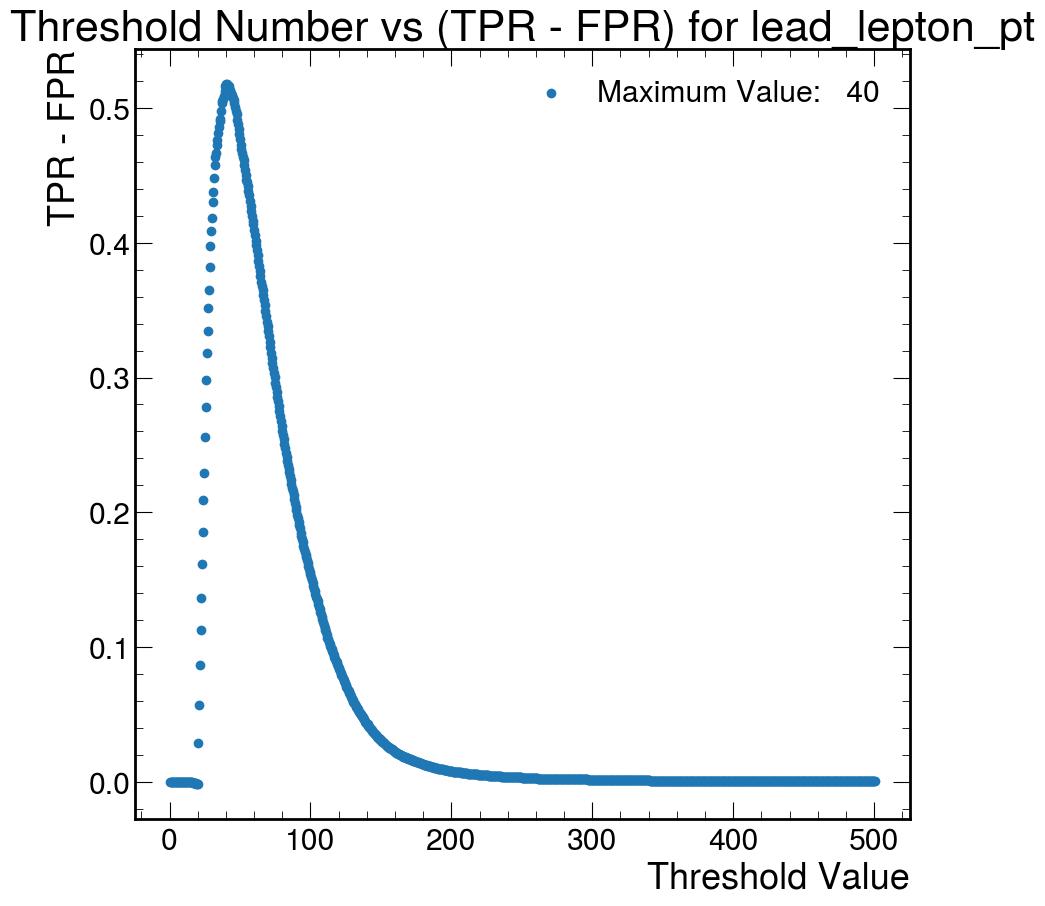 Threshold Number vs (TPR - FPR) for lead_lepton_pt
TPR - FPR
Maximum Value:   40
0.5
0.4
0.3
0.2
0.1
0.0
0 100 200 300 400 500
Threshold Value